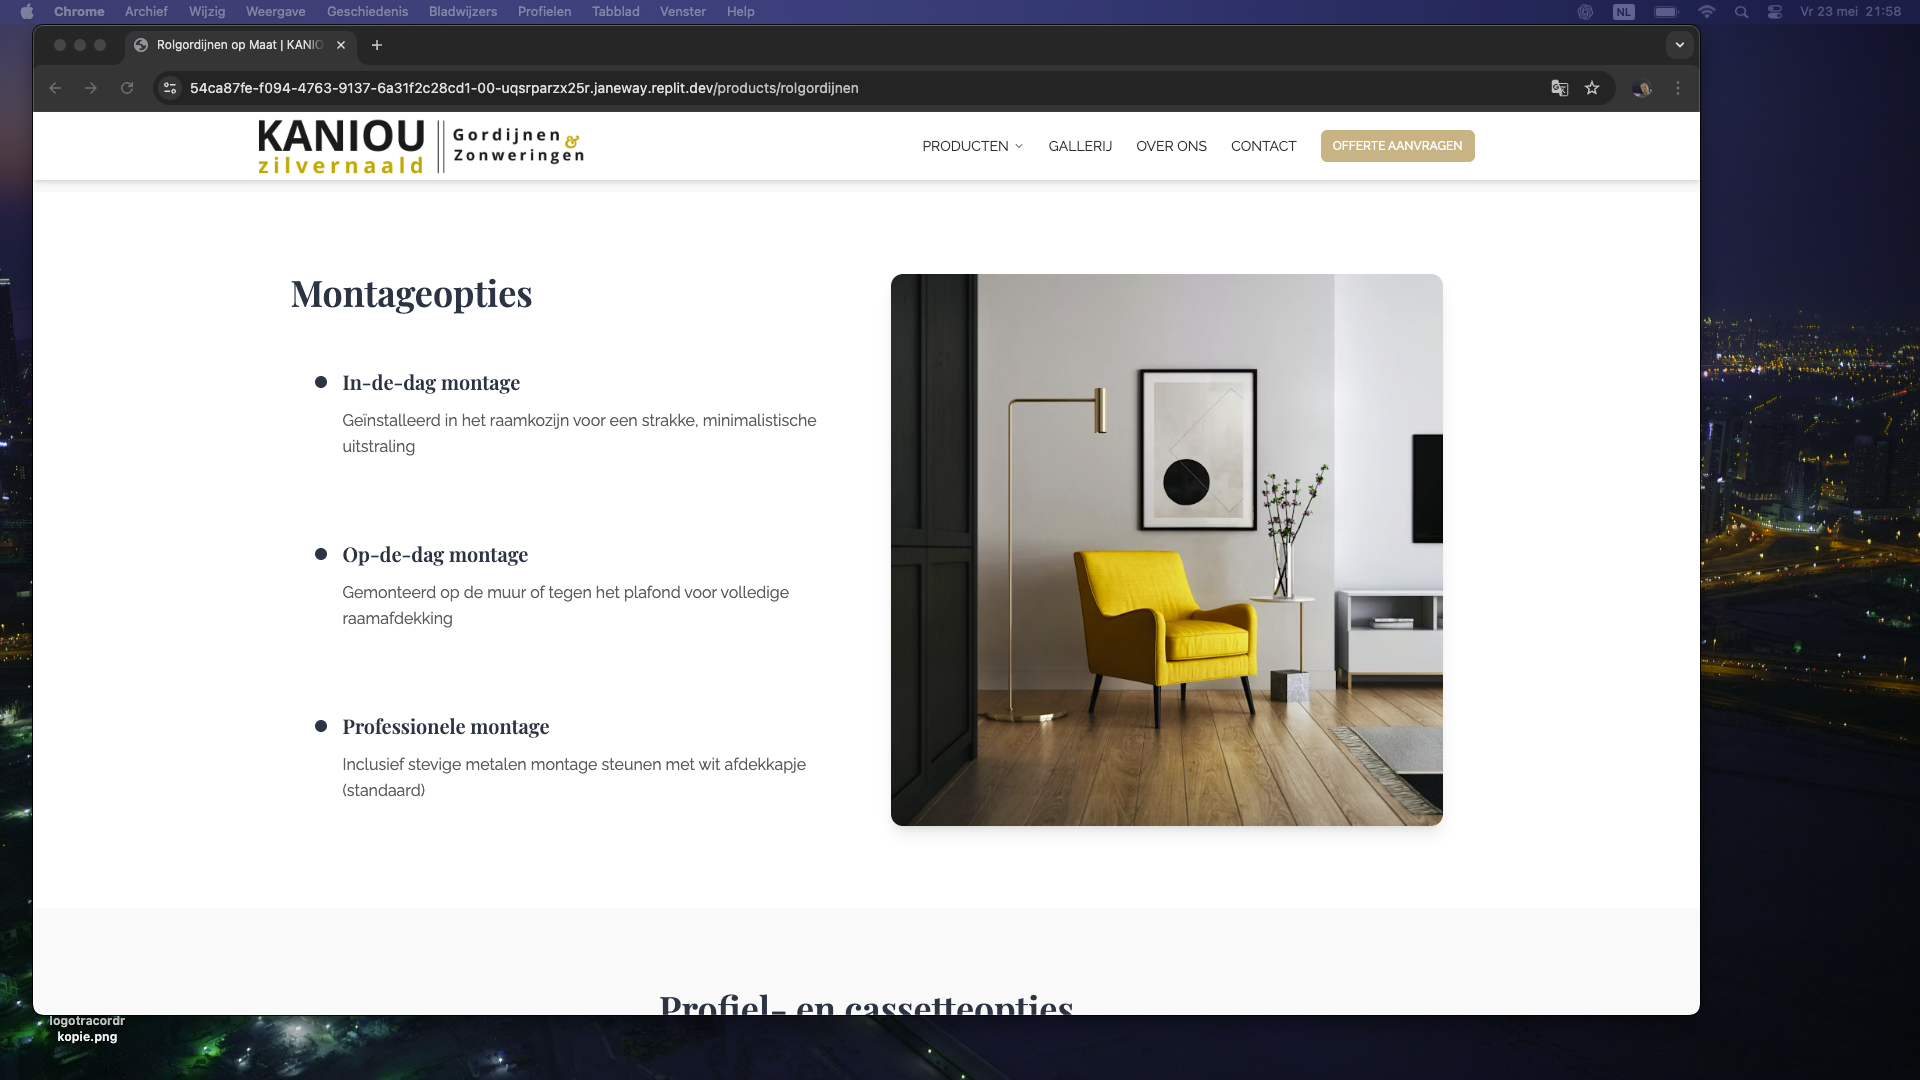 Chrome Archief Wijzig Weergave Geschiedenis Bladwijzers Profielen Tabblad Venster Help NL Vr 23 mei 21:58
Rolgordijnen op Maat | KANIO
54ca87fe-f094-4763-9137-6a31f2c28cd1-00-uqsrparzx25r.janeway.replit.dev/products/rolgordijnen
KANIOU
zilvernaald
Gordijnen &
Zonweringen
PRODUCTEN GALLERIJ OVER ONS CONTACT OFFERTE AANVRAGEN
Montageopties
In-de-dag montage
Geïnstalleerd in het raamkozijn voor een strakke, minimalistische
uitstraling
Op-de-dag montage
Gemonteerd op de muur of tegen het plafond voor volledige
raamafdekking
Professionele montage
Inclusief stevige metalen montage steunen met wit afdekkapje
(standaard)
Profiel- en cassetteopties
logotracordr
kopie.png